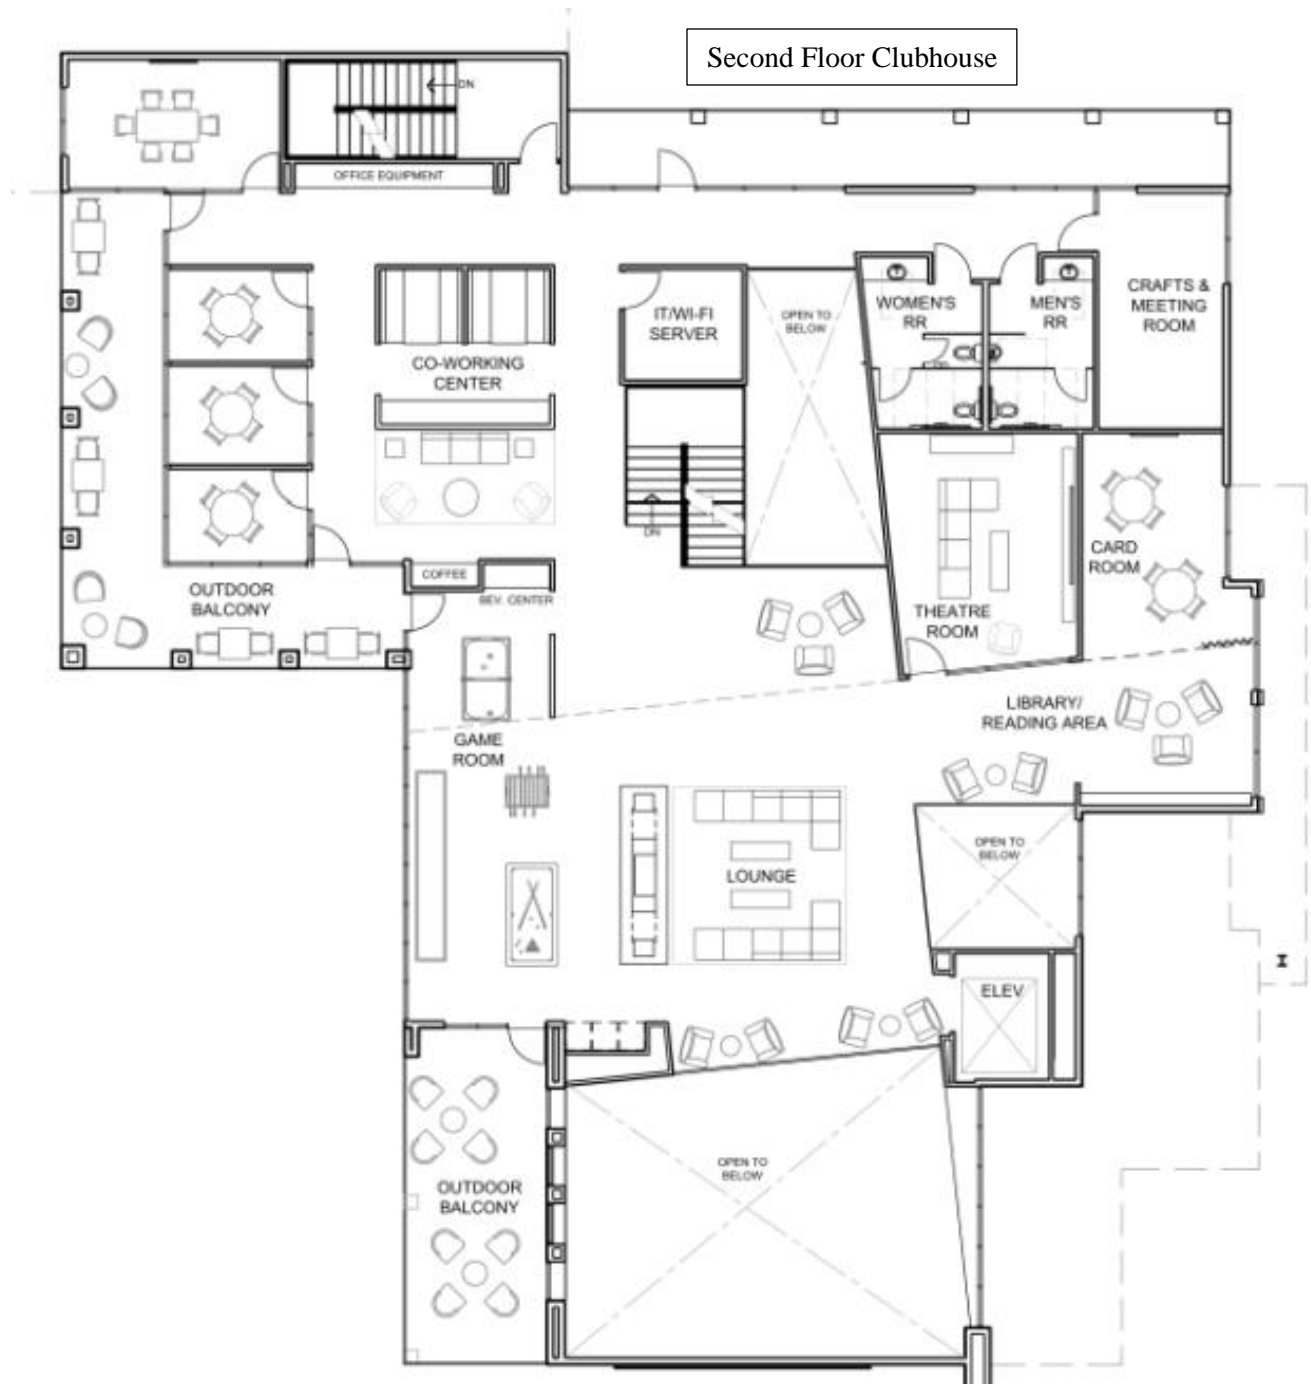 Second Floor Clubhouse
DN
OFFICE EQUIPMENT
CRAFTS &
MEETING
ROOM
WOMEN'S
RR
MEN'S
RR
IT/WI-FI
SERVER
OPEN TO
BELOW
CO-WORKING
CENTER
DN
CARD
ROOM
COFFEE
BEV. CENTER
OUTDOOR
BALCONY
THEATRE
ROOM
LIBRARY/
READING AREA
GAME
ROOM
OPEN TO
BELOW
LOUNGE
ELEV
OPEN TO
BELOW
OUTDOOR
BALCONY